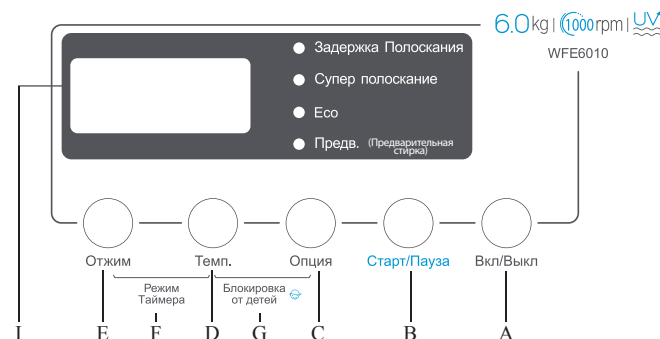 6.0kg | 1000rpm | UV
WFE6010
Задержка Полоскания
Супер полоскание
Eco
Предв. (Предварительная
стирка)
Отжим Темп. Опция Старт/Пауза Вкл/Выкл
Режим
Таймера
Блокировка
от детей
I E F D G C B A